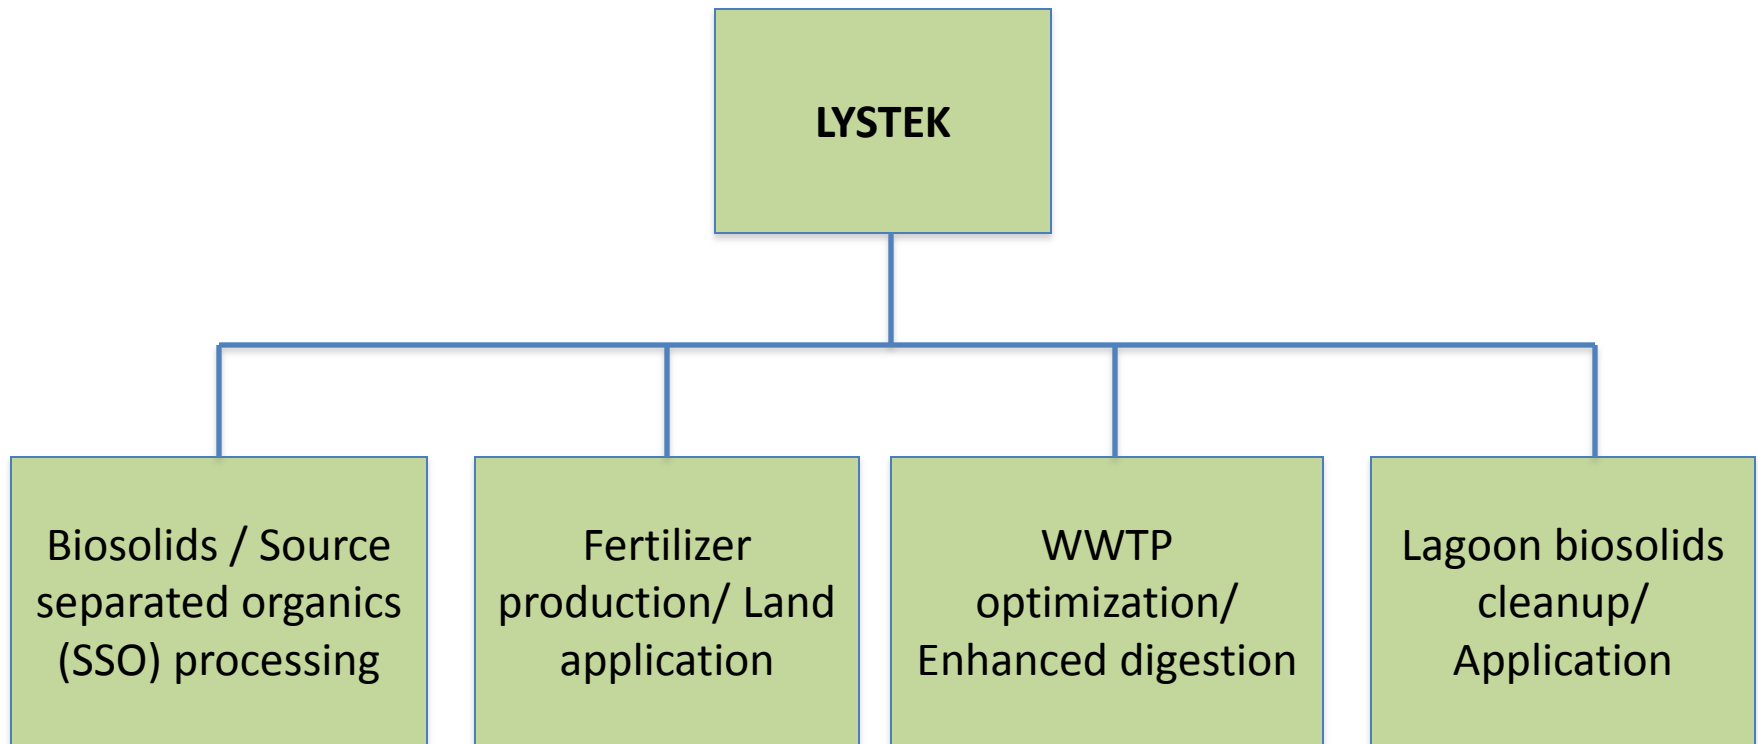 LYSTEK
Biosolids / Source
separated organics
(SSO) processing
Fertilizer
production/ Land
application
WWTP
optimization/
Enhanced digestion
Lagoon biosolids
cleanup/
Application